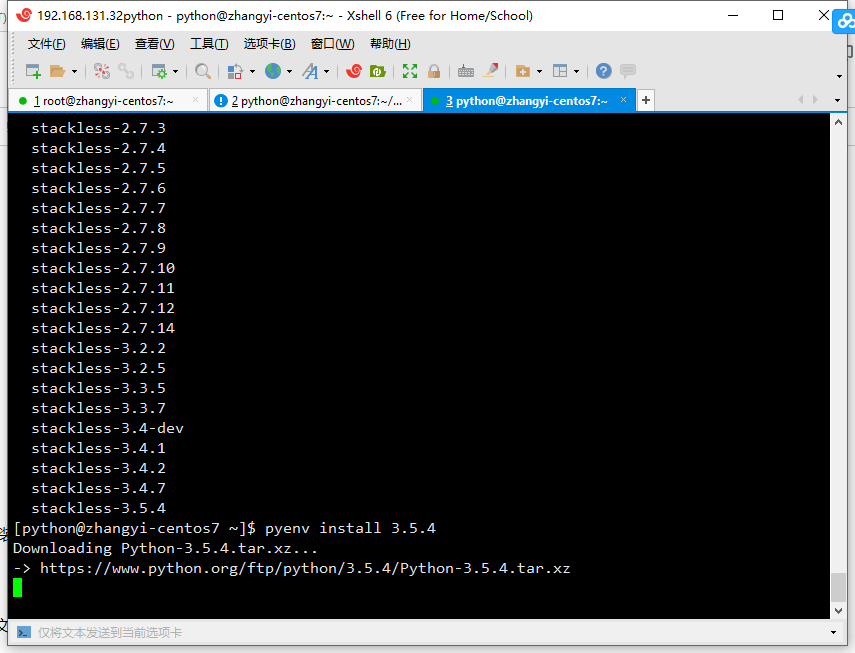 192.168.131.32python - python@zhangyi-centos7:~ - Xshell 6 (Free for Home/School)
文件(F) 编辑(E) 查看(V) 工具(T) 选项卡(B) 窗口(W) 帮助(H)
1 root@zhangyi-centos7:~ × 2 python@zhangyi-centos7:~/... × 3 python@zhangyi-centos7:~ × +
stackless-2.7.3
stackless-2.7.4
stackless-2.7.5
stackless-2.7.6
stackless-2.7.7
stackless-2.7.8
stackless-2.7.9
stackless-2.7.10
stackless-2.7.11
stackless-2.7.12
stackless-2.7.14
stackless-3.2.2
stackless-3.2.5
stackless-3.3.5
stackless-3.3.7
stackless-3.4-dev
stackless-3.4.1
stackless-3.4.2
stackless-3.4.7
stackless-3.5.4
[python@zhangyi-centos7 ~]$ pyenv install 3.5.4
Downloading Python-3.5.4.tar.xz...
-> https://www.python.org/ftp/python/3.5.4/Python-3.5.4.tar.xz
仅将文本发送到当前选项卡